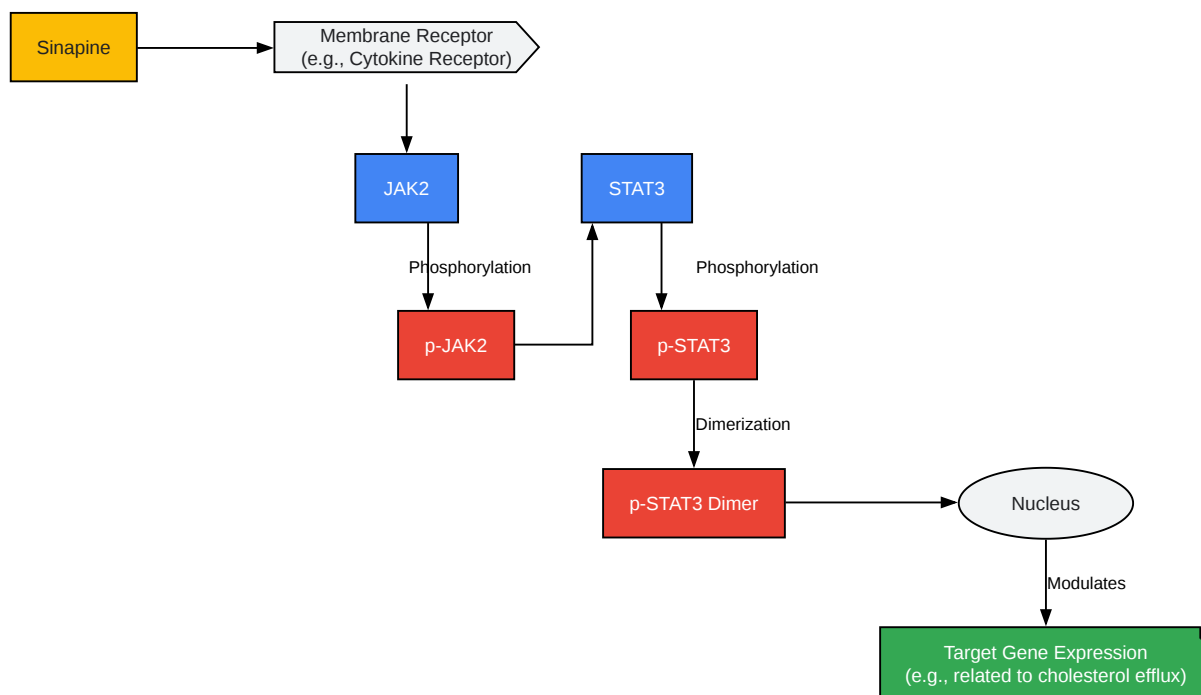 Sinapine
Membrane Receptor
(e.g., Cytokine Receptor)
JAK2
STAT3
Phosphorylation
Phosphorylation
p-JAK2
p-STAT3
Dimerization
p-STAT3 Dimer
Nucleus
Modulates
Target Gene Expression
(e.g., related to cholesterol efflux)